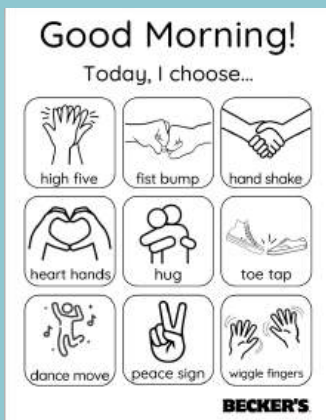 Good Morning!
Today, I choose...
high five fist bump hand shake
heart hands hug toe tap
dance move peace sign wiggle fingers
BECKER'S